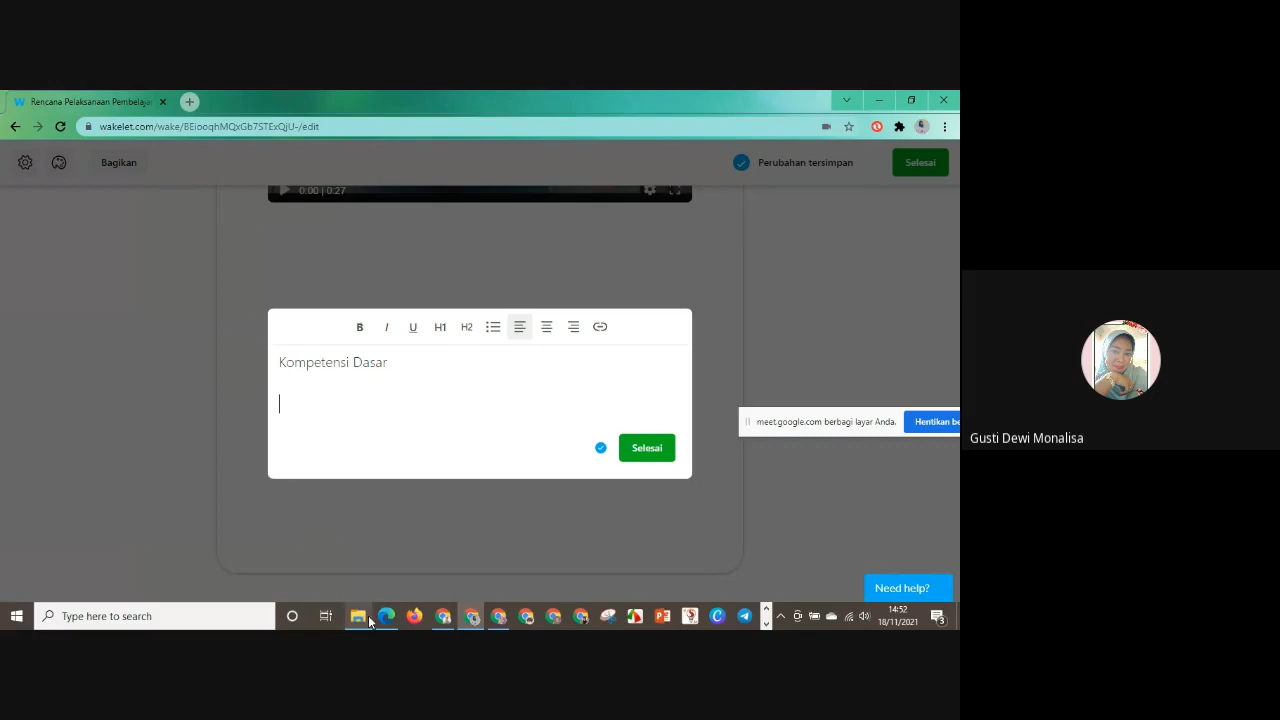 Rencana Pelaksanaan Pembelaja
wakelet.com/wake/BEiooqhMQxGb7STExQjU-/edit
Bagikan
Perubahan tersimpan
Selesai
0:00 | 0:27
B I U H1 H2
Kompetensi Dasar
Selesai
meet.google.com berbagi layar Anda.
Hentikan be
Gusti Dewi Monalisa
Need help?
Type here to search
14:52
18/11/2021
3